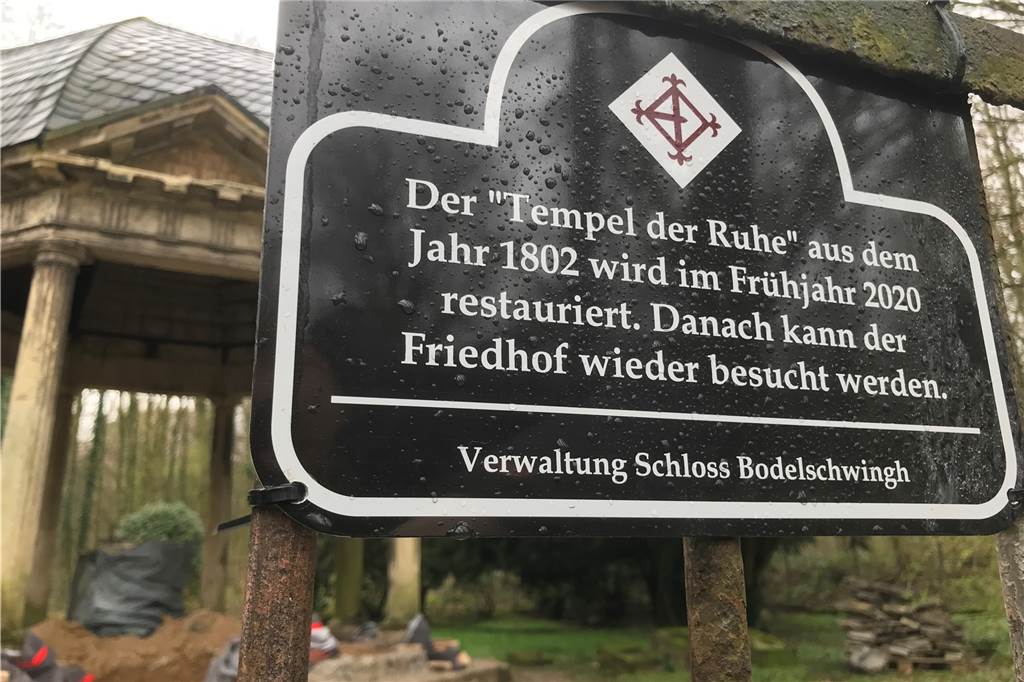 Der "Tempel der Ruhe" aus dem
Jahr 1802 wird im Frühjahr 2020
restauriert. Danach kann der
Friedhof wieder besucht werden.
Verwaltung Schloss Bodelschwingh